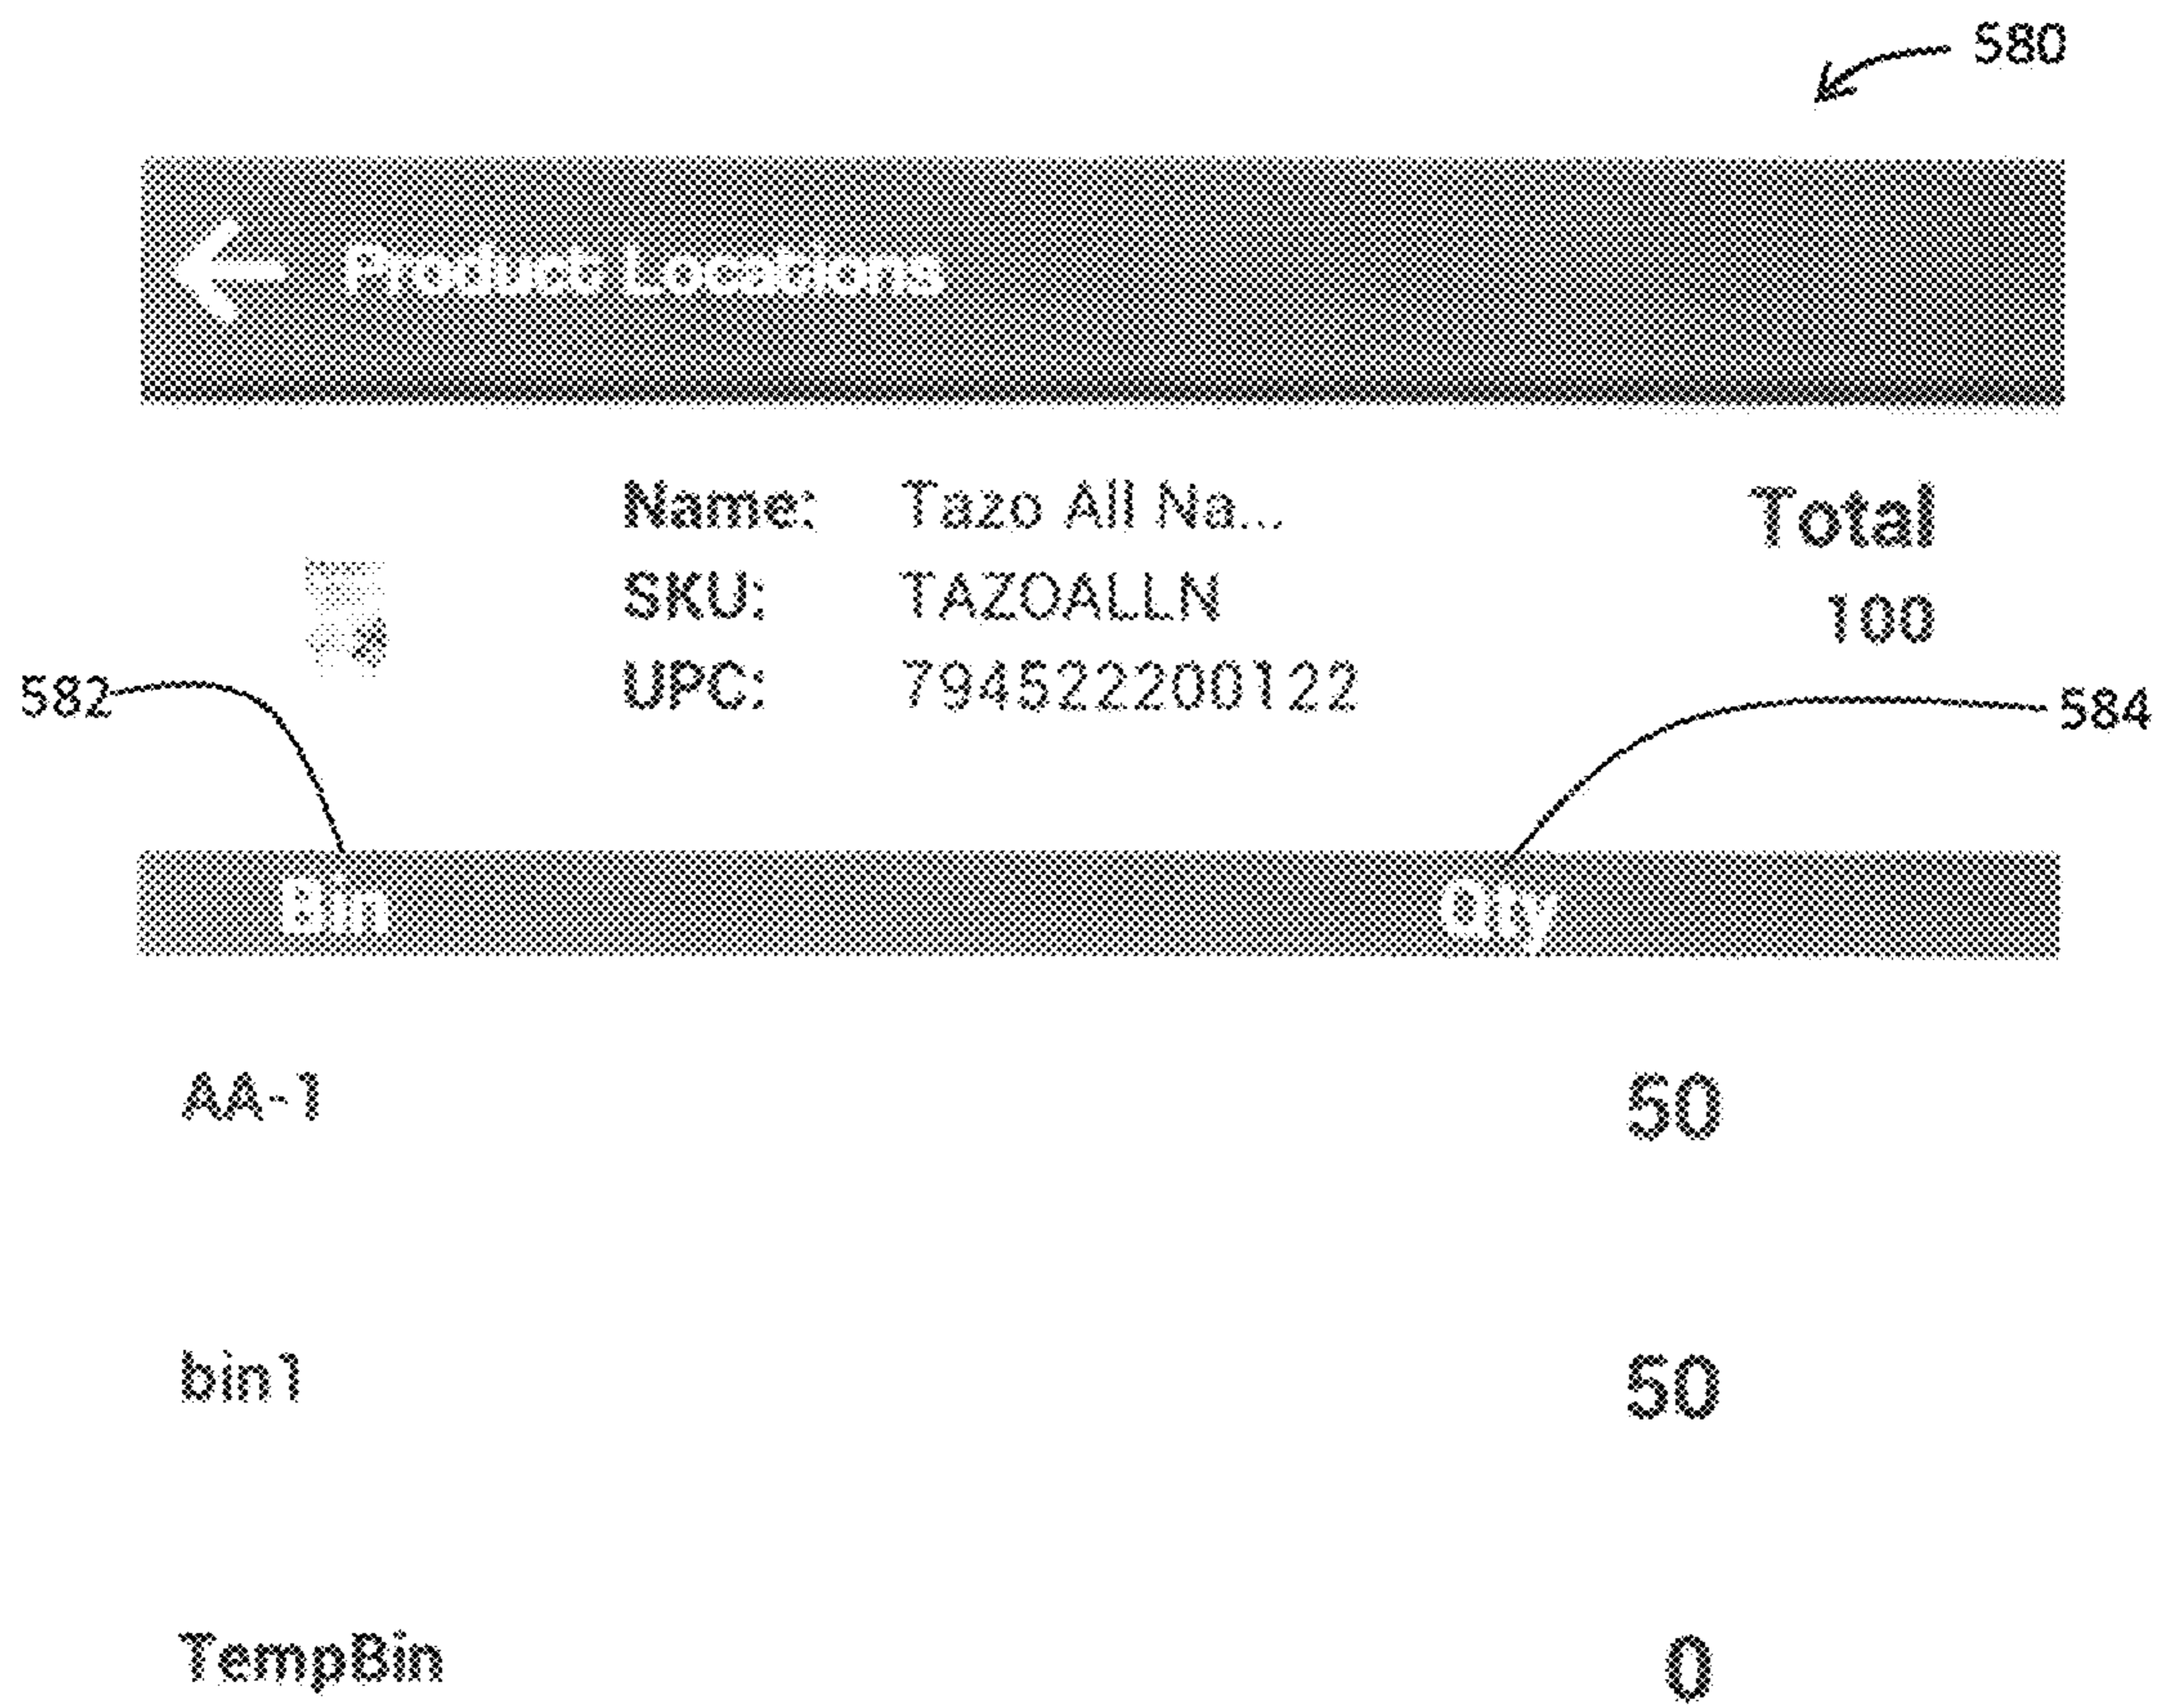 580
Product Locations
Name: Tazo All Na... Total
SKU: TAZOALLN 100
UPC: 794522200122
582 584
Bin Qty
AA-1 50
bin1 50
TempBin 0